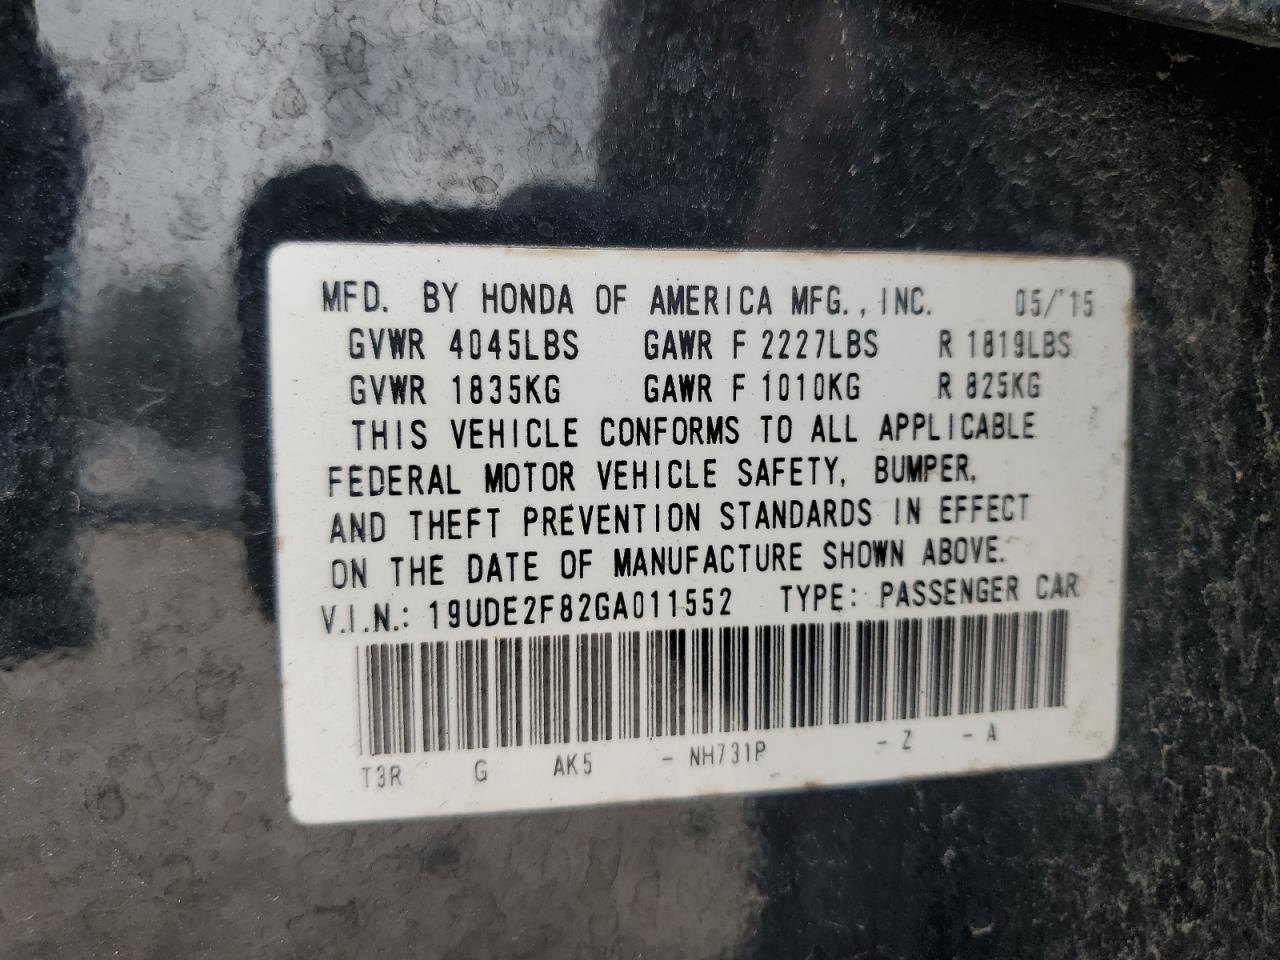 MFD. BY HONDA OF AMERICA MFG., INC. 05/'15
GVWR 4045LBS GAWR F 2227LBS R 1819LBS
GVWR 1835KG GAWR F 1010KG R 825KG
THIS VEHICLE CONFORMS TO ALL APPLICABLE
FEDERAL MOTOR VEHICLE SAFETY, BUMPER,
AND THEFT PREVENTION STANDARDS IN EFFECT
ON THE DATE OF MANUFACTURE SHOWN ABOVE.
V.I.N.: 19UDE2F82GA011552 TYPE: PASSENGER CAR
T3R G AK5 - NH731P - Z - A